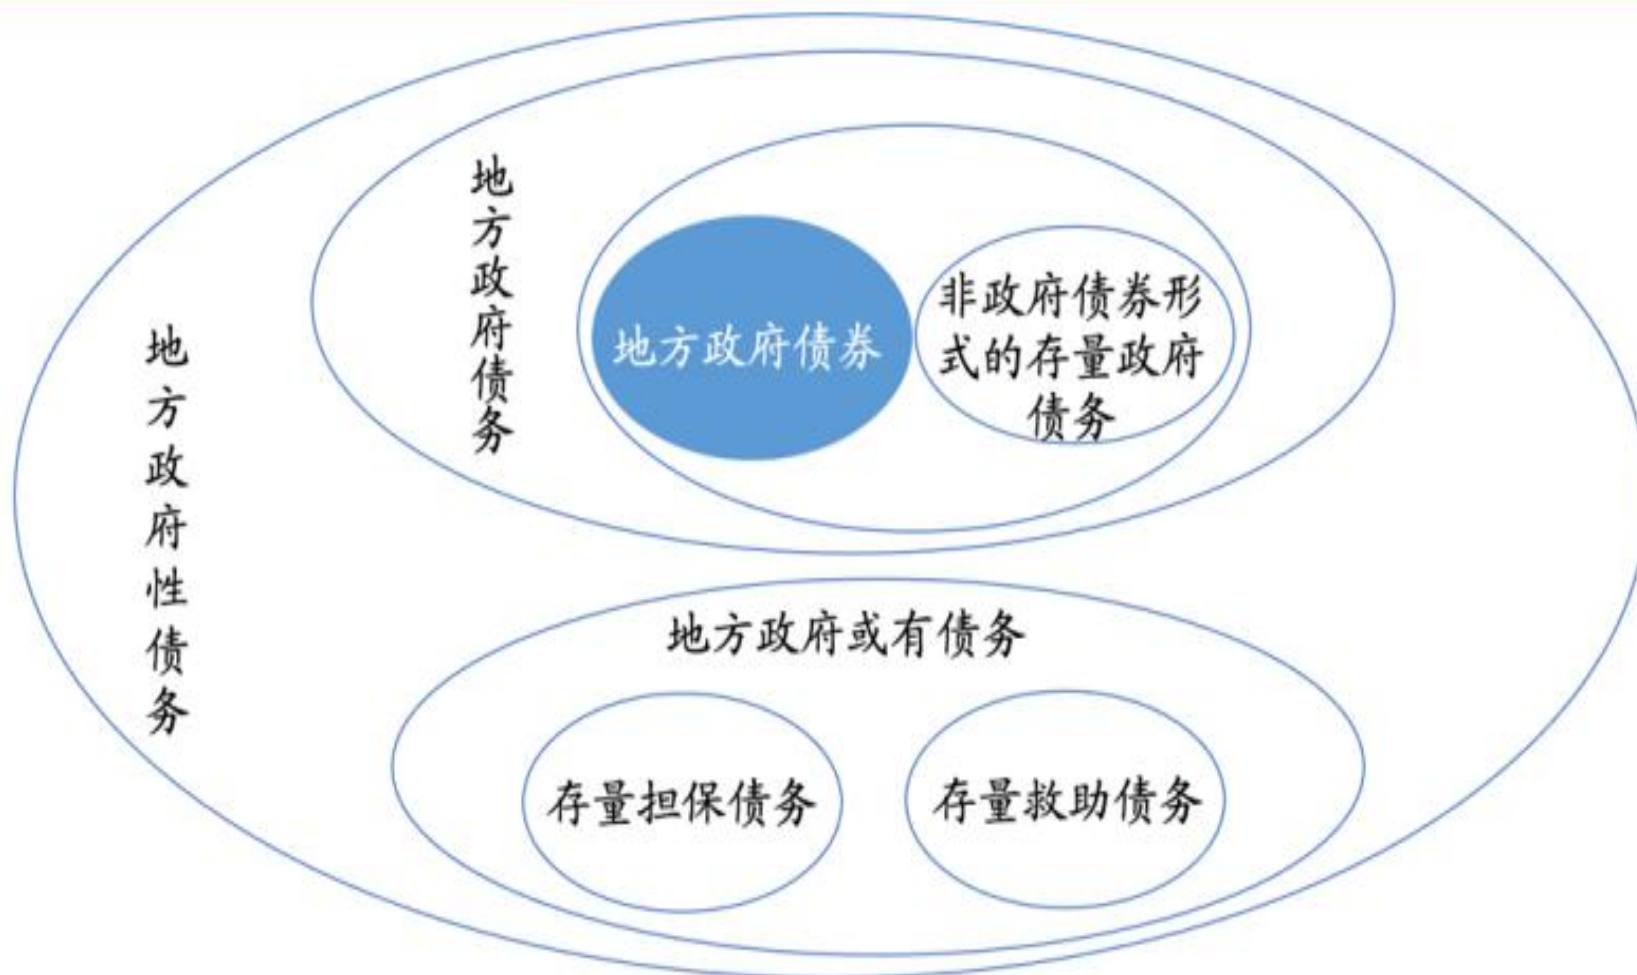 地方政府性债务
地方政府债务
地方政府债券
非政府债券形
式的存量政府
债务
地方政府或有债务
存量担保债务
存量救助债务